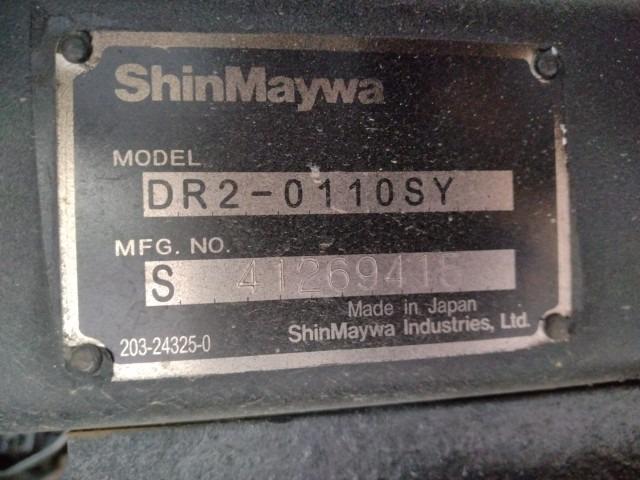 ShinMaywa
MODEL
DR2-0110SY
MFG. NO.
S 41269415
Made in Japan
203-24325-0
ShinMaywa Industries, Ltd.